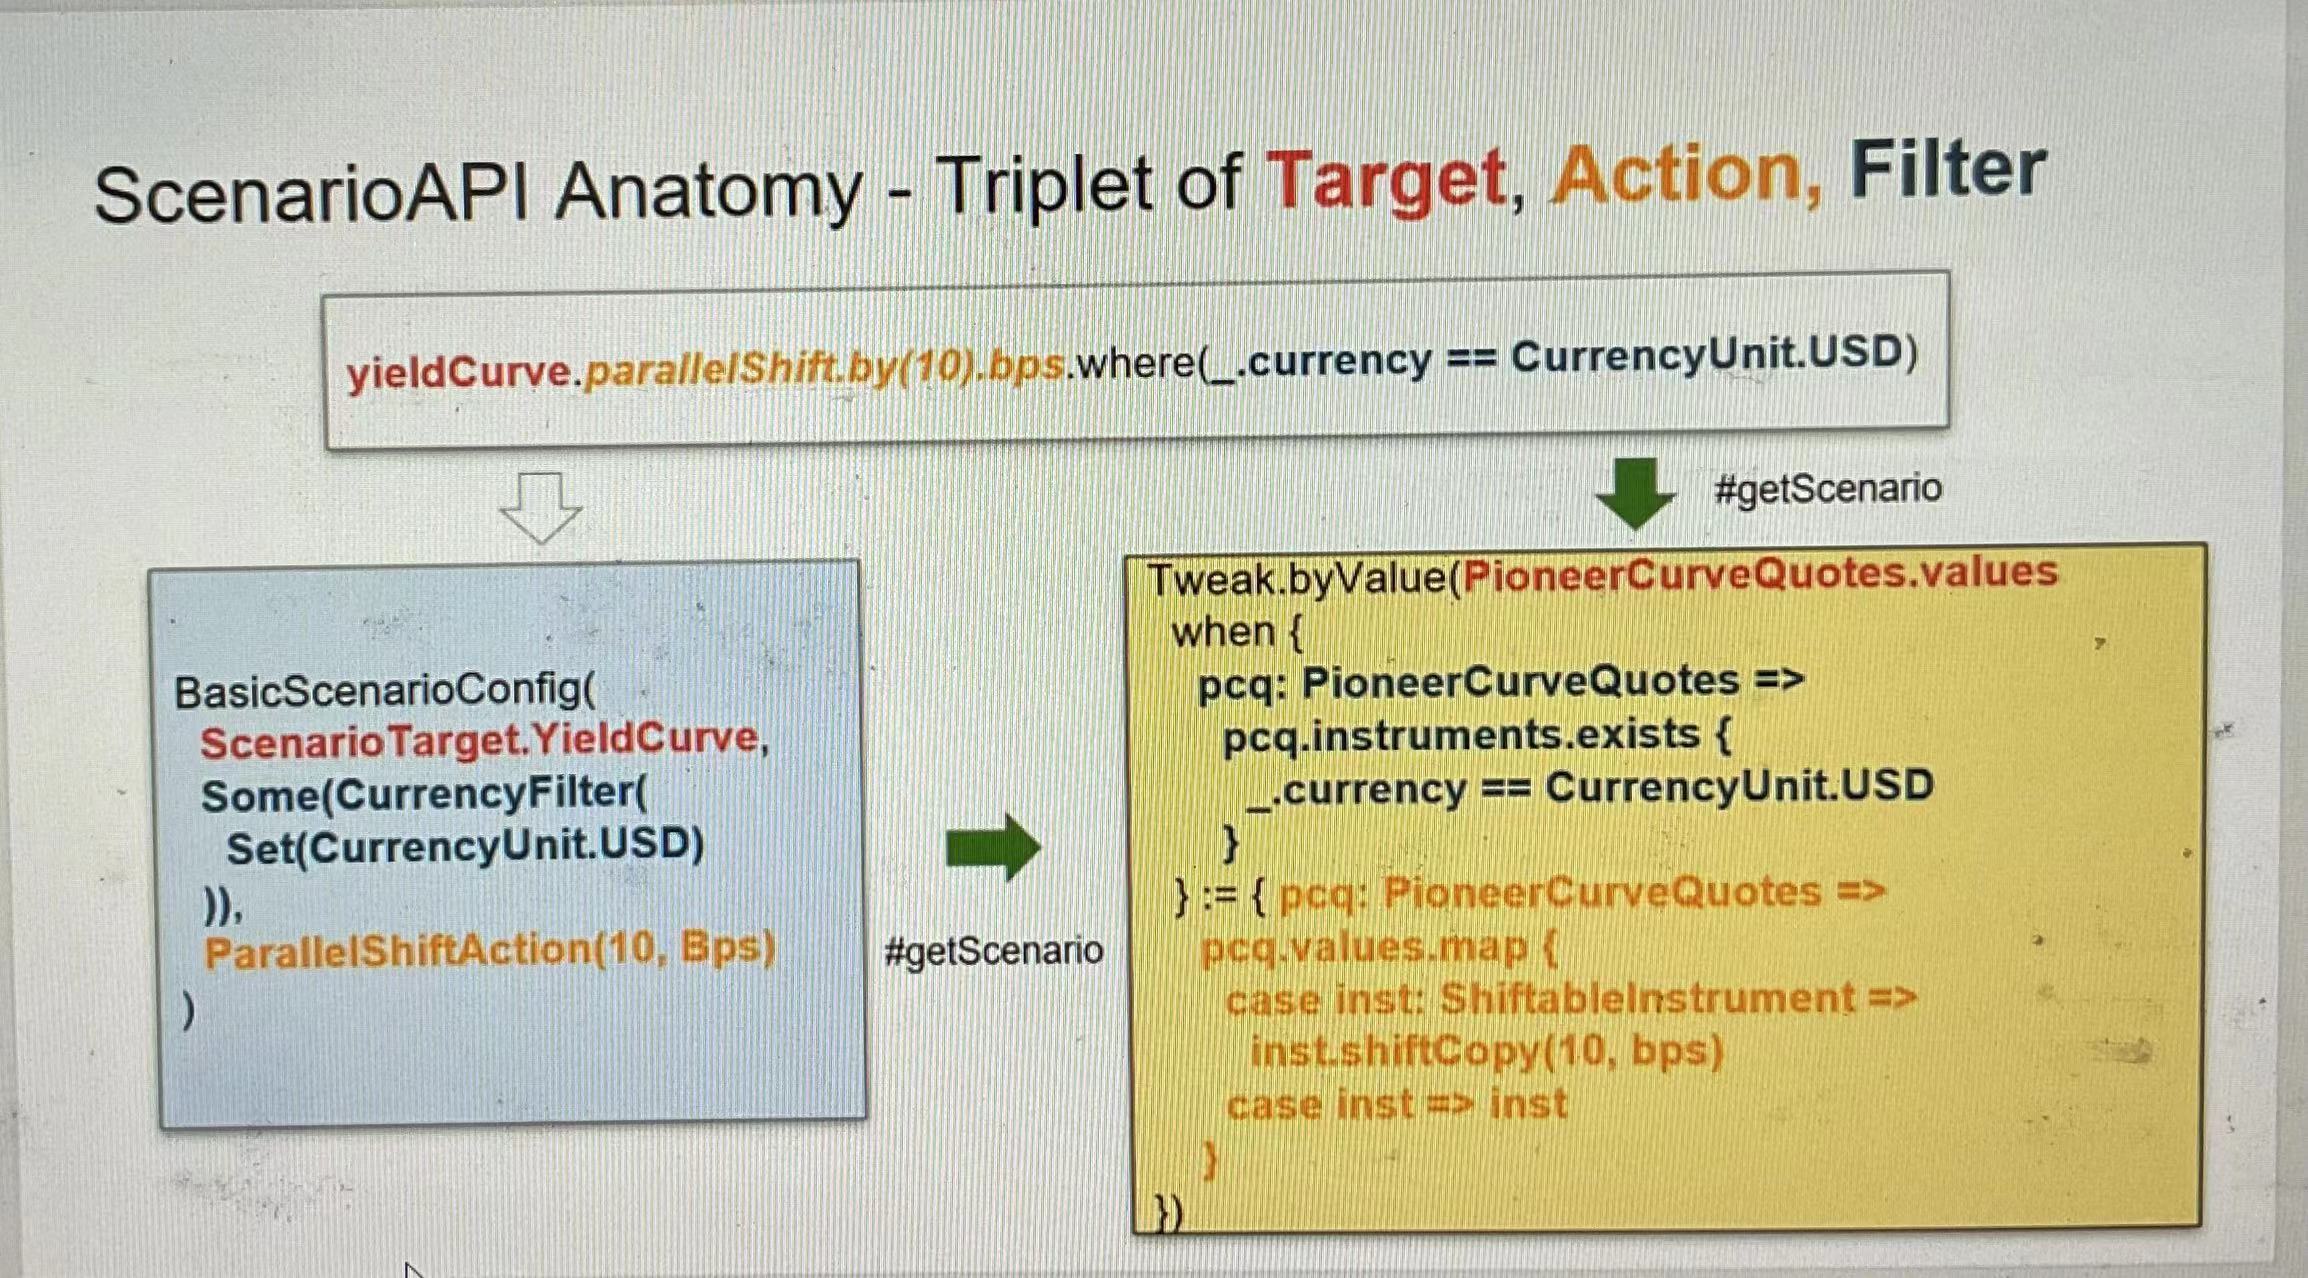 ScenarioAPI Anatomy - Triplet of Target, Action, Filter
yieldCurve.parallelShift.by(10).bps.where(_.currency == CurrencyUnit.USD)
#getScenario
BasicScenarioConfig(
ScenarioTarget.YieldCurve,
Some(CurrencyFilter(
Set(CurrencyUnit.USD)
)),
ParallelShiftAction(10, Bps)
)
#getScenario
Tweak.byValue(PioneerCurveQuotes.values
when {
pcq: PioneerCurveQuotes =>
pcq.instruments.exists {
_.currency == CurrencyUnit.USD
}
} := { pcq: PioneerCurveQuotes =>
pcq.values.map {
case inst: ShiftableInstrument =>
inst.shiftCopy(10, bps)
case inst => inst
}
})